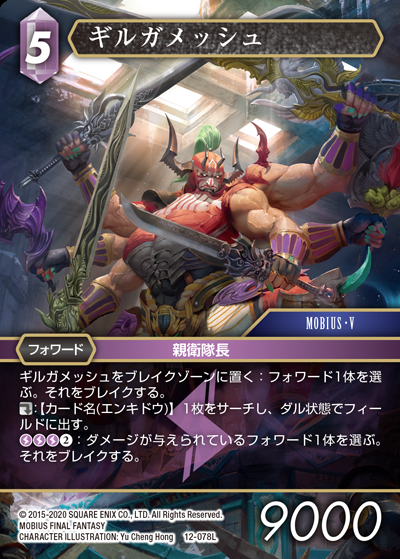 5
ギルガメッシュ
MOBIUS・V
フォワード
親衛隊長
ギルガメッシュをブレイクゾーンに置く：フォワード1体を選
ぶ。それをブレイクする。
：【カード名(エンキドウ)】1枚をサーチし、ダル状態でフィー
ルドに出す。
2：ダメージが与えられているフォワード1体を選ぶ。
それをブレイクする。
© 2015-2020 SQUARE ENIX CO., LTD. All Rights Reserved.
MOBIUS FINAL FANTASY
CHARACTER ILLUSTRATION: Yu Cheng Hong 12-078L
9000